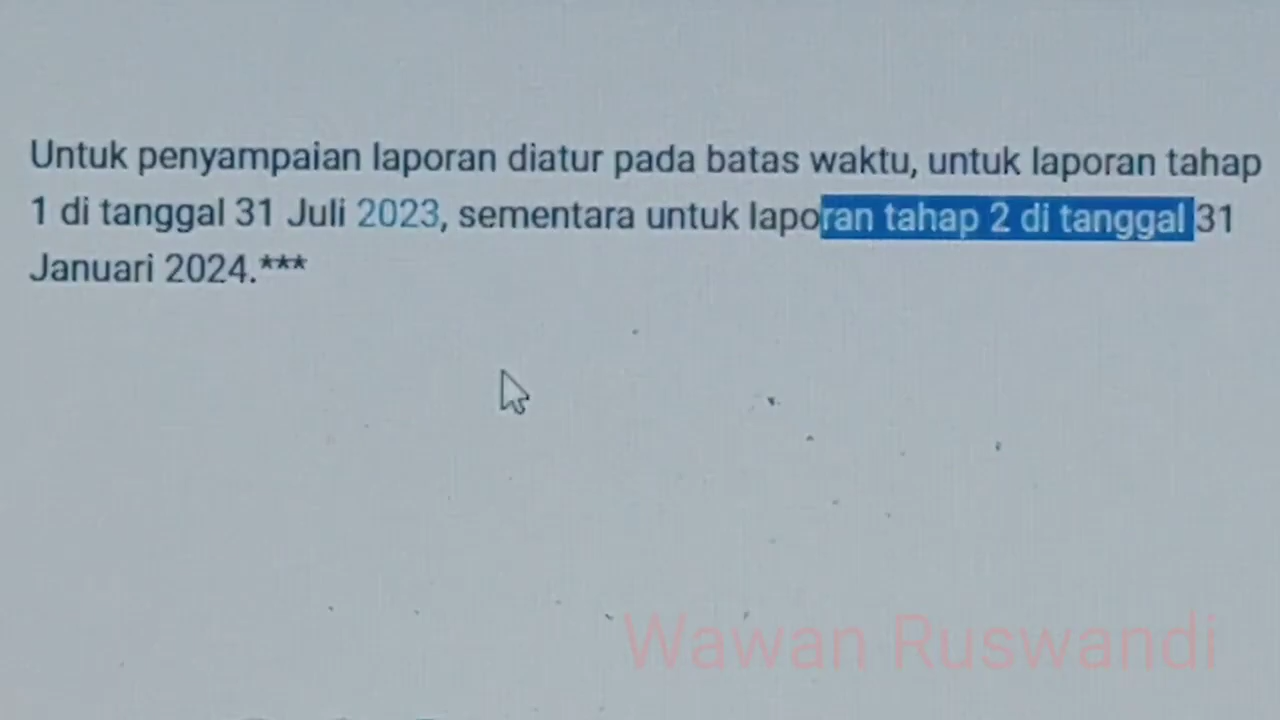 Untuk penyampaian laporan diatur pada batas waktu, untuk laporan tahap
1 di tanggal 31 Juli 2023, sementara untuk laporan tahap 2 di tanggal 31
Januari 2024.***
Wawan Ruswandi